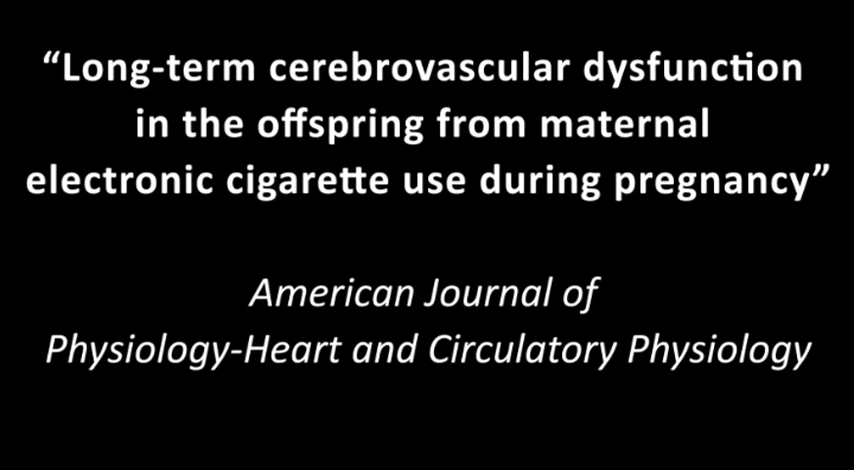 “Long-term cerebrovascular dysfunction
in the offspring from maternal
electronic cigarette use during pregnancy”
American Journal of
Physiology-Heart and Circulatory Physiology